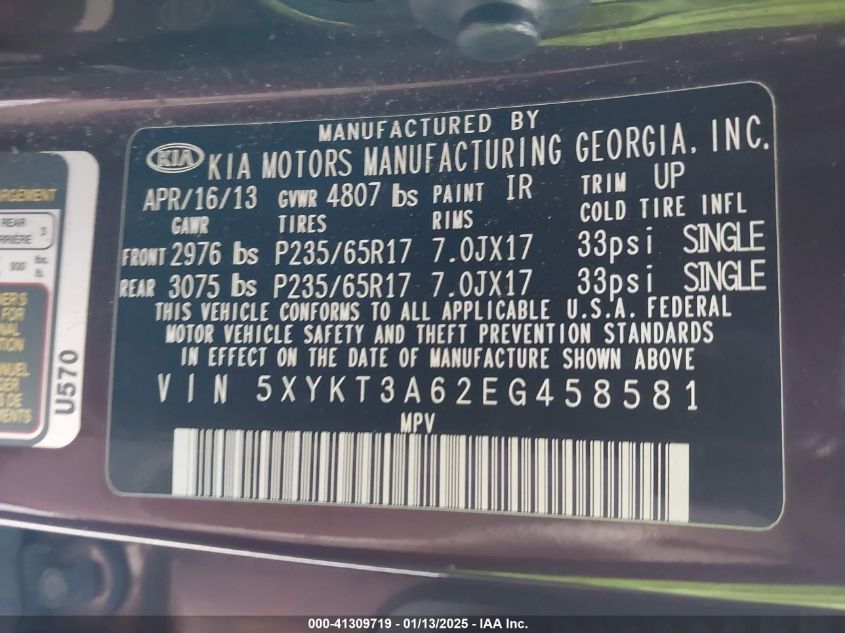 MANUFACTURED BY
KIA KIA MOTORS MANUFACTURING GEORGIA, INC.
APR/16/13 GVWR 4807 lbs PAINT IR TRIM UP
GAWR TIRES RIMS COLD TIRE INFL
FRONT 2976 lbs P235/65R17 7.0JX17 33psi SINGLE
REAR 3075 lbs P235/65R17 7.0JX17 33psi SINGLE
THIS VEHICLE CONFORMS TO ALL APPLICABLE U.S.A. FEDERAL
MOTOR VEHICLE SAFETY AND THEFT PREVENTION STANDARDS
IN EFFECT ON THE DATE OF MANUFACTURE SHOWN ABOVE
VIN 5XYKT3A62EG458581
MPV
REAR
3
U570
000-41309719 - 01/13/2025 - IAA Inc.